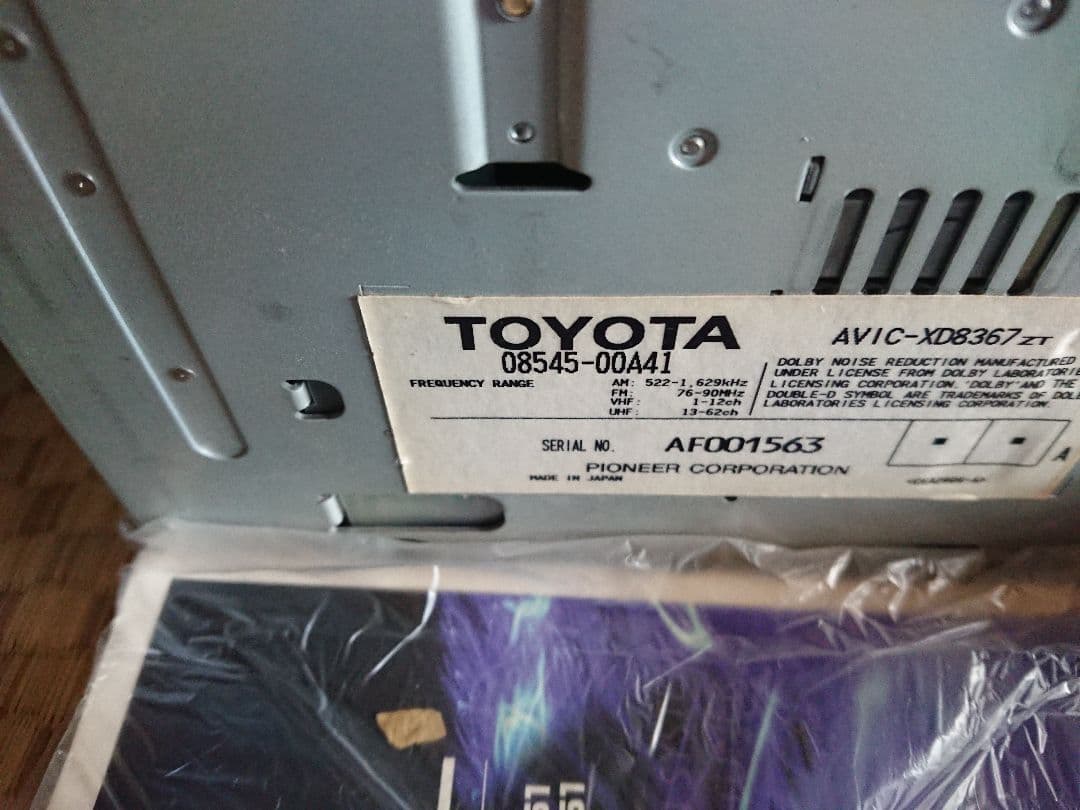 TOYOTA
08545-00A41
AVIC-XD8367ZT
FREQUENCY RANGE
AM: 522-1,629kHz
FM: 76-90MHz
VHF: 1-12ch
UHF: 13-62ch
DOLBY NOISE REDUCTION MANUFACTURED
UNDER LICENSE FROM DOLBY LABORATORIE
LICENSING CORPORATION. 'DOLBY' AND THE
DOUBLE-D SYMBOL ARE TRADEMARKS OF DOL
LABORATORIES LICENSING CORPORATION.
SERIAL NO. AF001563
PIONEER CORPORATION
MADE IN JAPAN
A